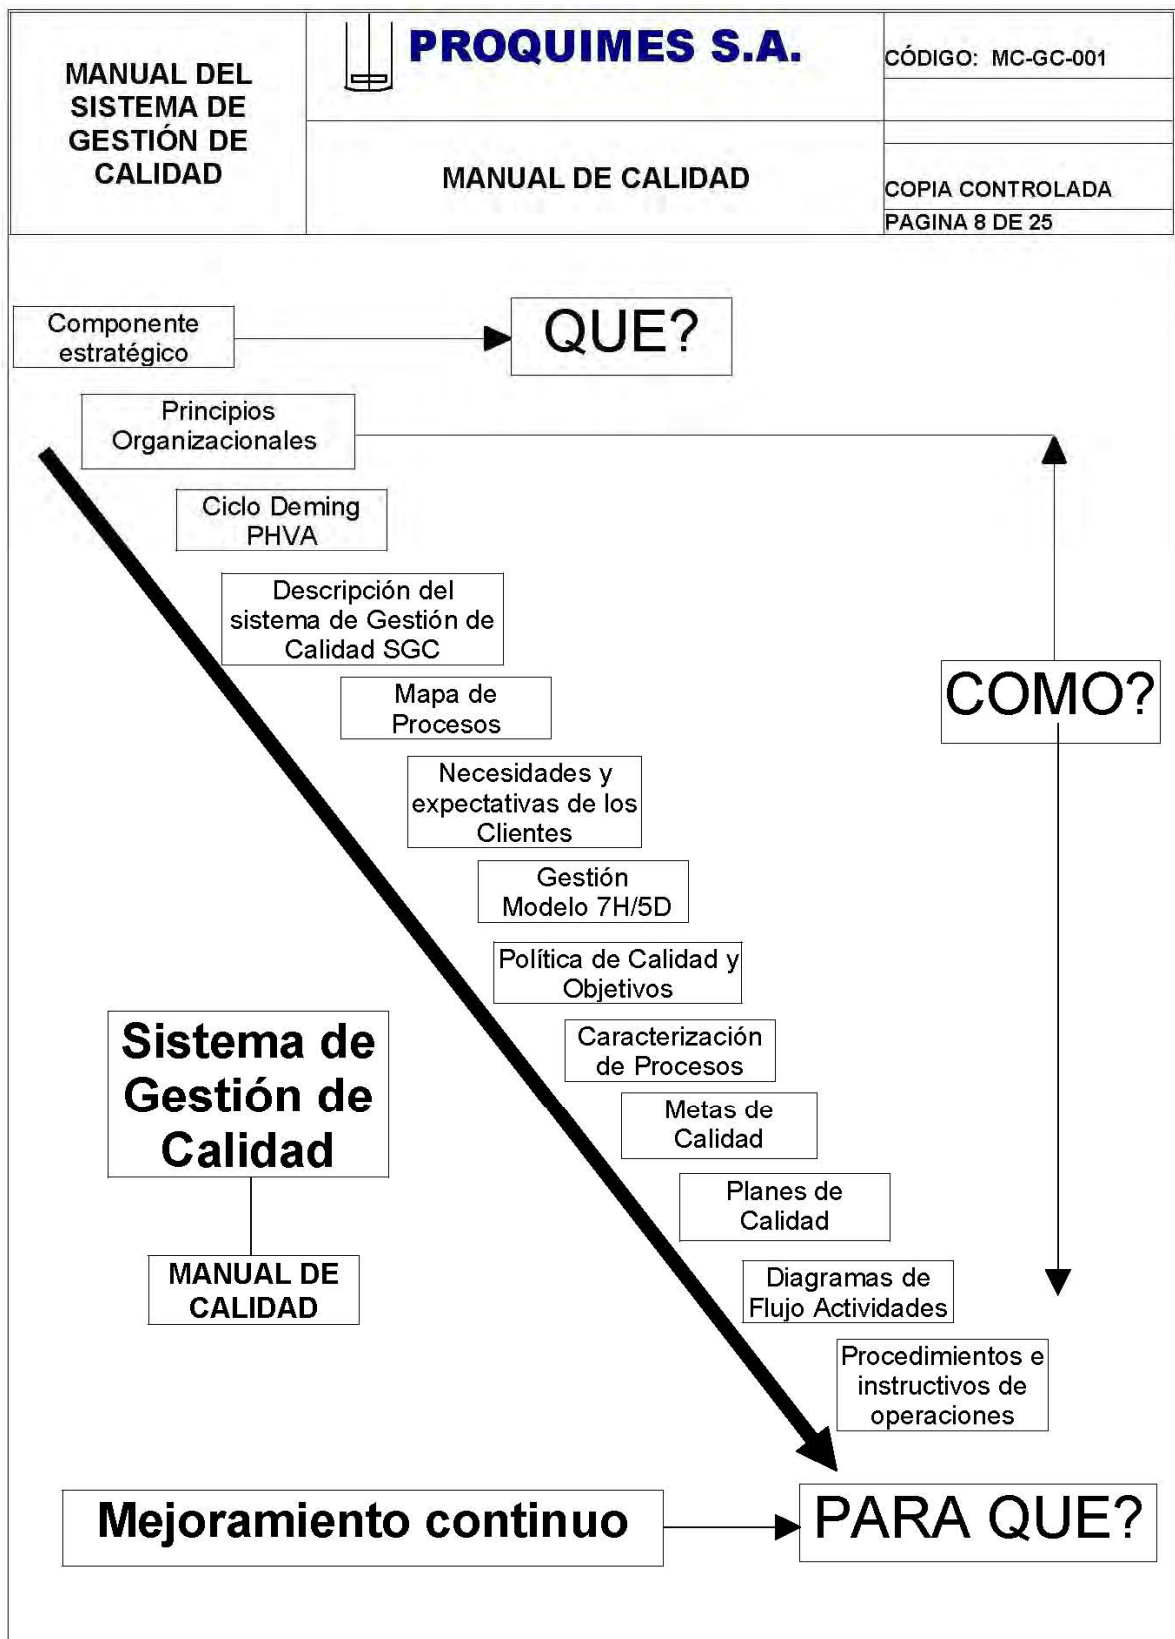 MANUAL DEL
SISTEMA DE
GESTIÓN DE
CALIDAD
PROQUIMES S.A.
MANUAL DE CALIDAD
CÓDIGO: MC-GC-001
COPIA CONTROLADA
PAGINA 8 DE 25
Componente
estratégico
QUE?
Principios
Organizacionales
Ciclo Deming
PHVA
Descripción del
sistema de Gestión de
Calidad SGC
Mapa de
Procesos
COMO?
Necesidades y
expectativas de los
Clientes
Gestión
Modelo 7H/5D
Política de Calidad y
Objetivos
Caracterización
de Procesos
Sistema de
Gestión de
Calidad
Metas de
Calidad
Planes de
Calidad
MANUAL DE
CALIDAD
Diagramas de
Flujo Actividades
Procedimientos e
instructivos de
operaciones
Mejoramiento continuo
PARA QUE?